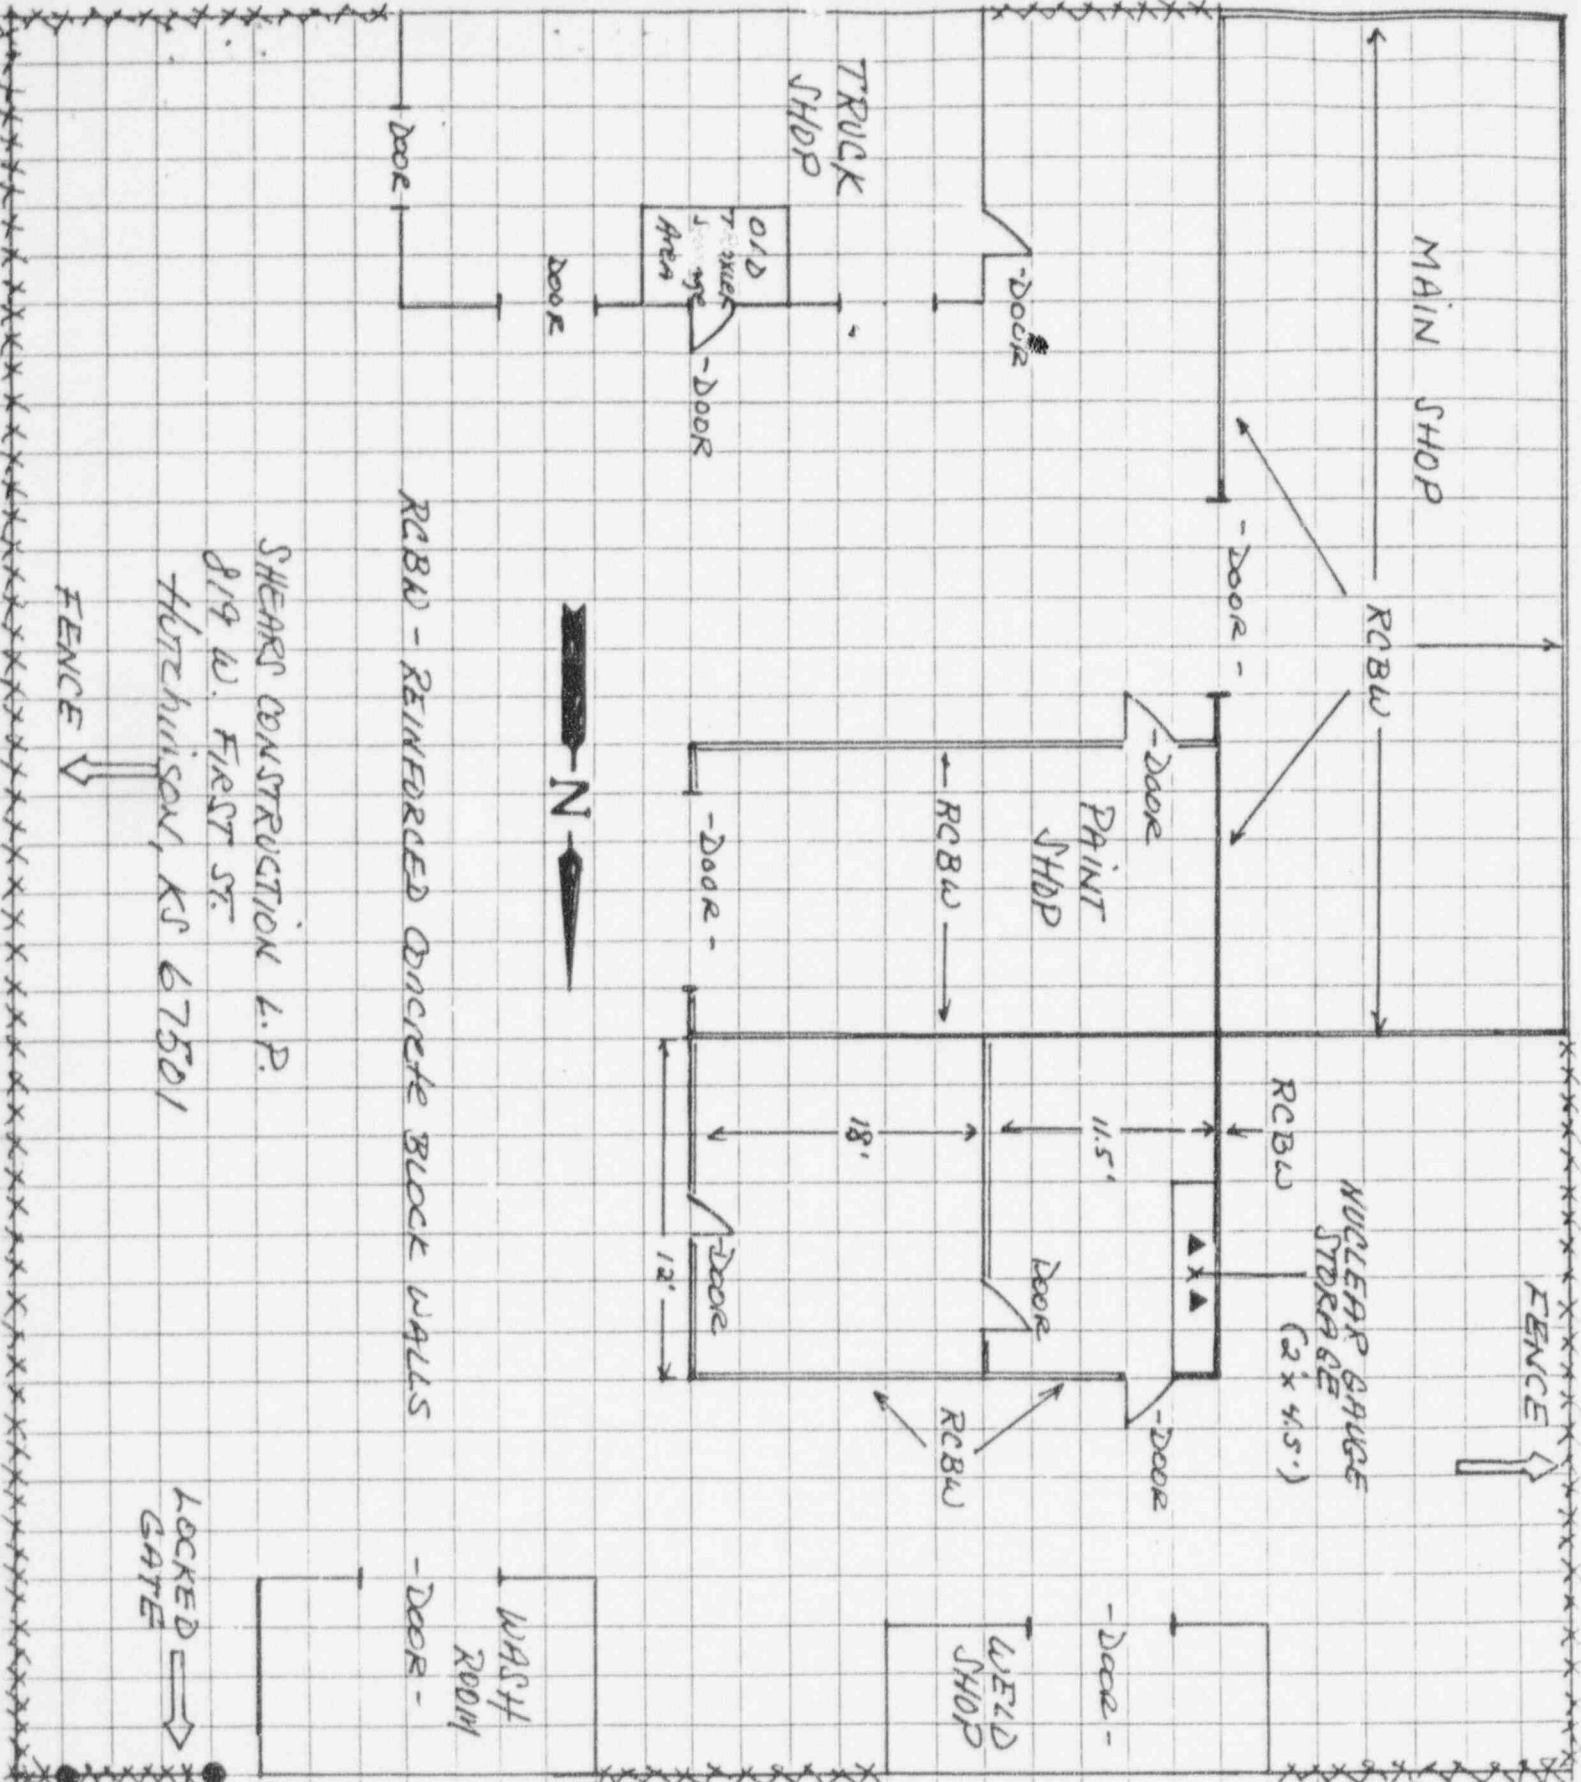 FENCE
NUCLEAR GAUGE
STORAGE
(2' x 4.5')
MAIN SHOP
RCBW
RCBW
- DOOR -
- DOOR
- DOOR
- DOOR -
TRUCK
SHOP
PAINT
SHOP
11.5'
DOOR
RCBW
WELD
SHOP
← RCBW →
18'
OLD
Area
- DOOR
- DOOR -
- DOOR
12'
DOOR
N
WASH
ROOM
- DOOR -
DOOR
RCBW - REINFORCED Concrete BLOCK WALLS
SHEARS CONSTRUCTION L.P.
819 W. FIRST ST.
Hutchinson, KS 67501
LOCKED
GATE
FENCE